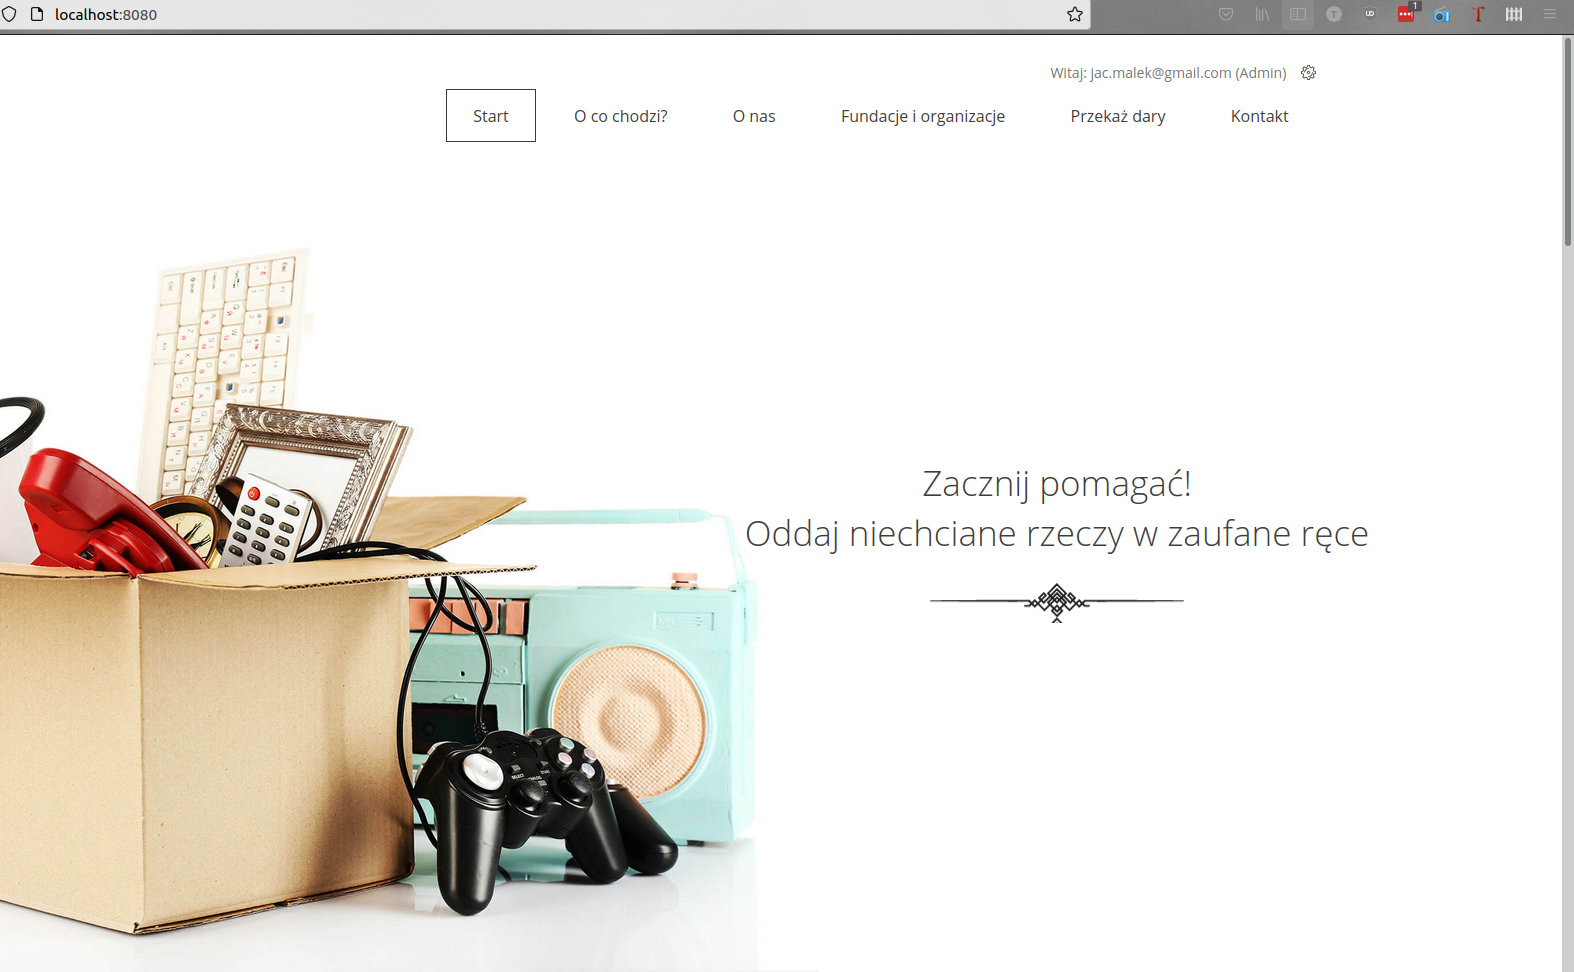 localhost:8080
1
Witaj: jac.malek@gmail.com (Admin)
Start
O co chodzi?
O nas
Fundacje i organizacje
Przekaż dary
Kontakt
Zacznij pomagać!
Oddaj niechciane rzeczy w zaufane ręce